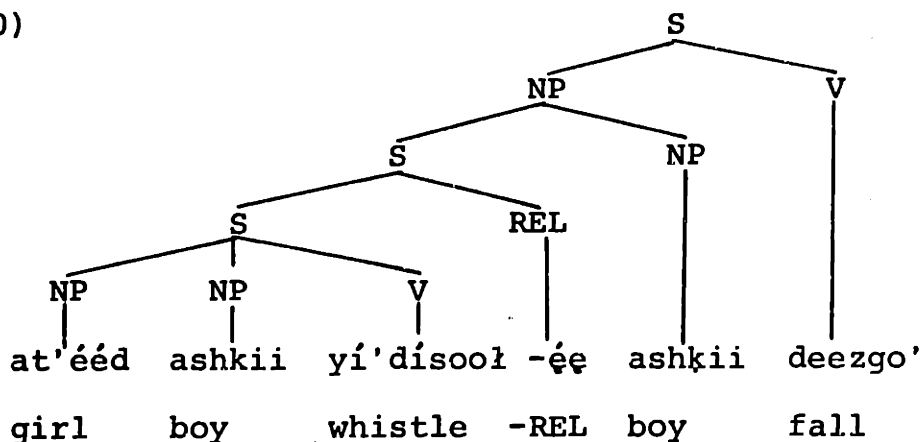 0)
S
NP V
S NP
S REL
NP NP V
at'ééd ashkii yí'dísooł -ę́ę ashkii deezgo'
girl boy whistle -REL boy fall